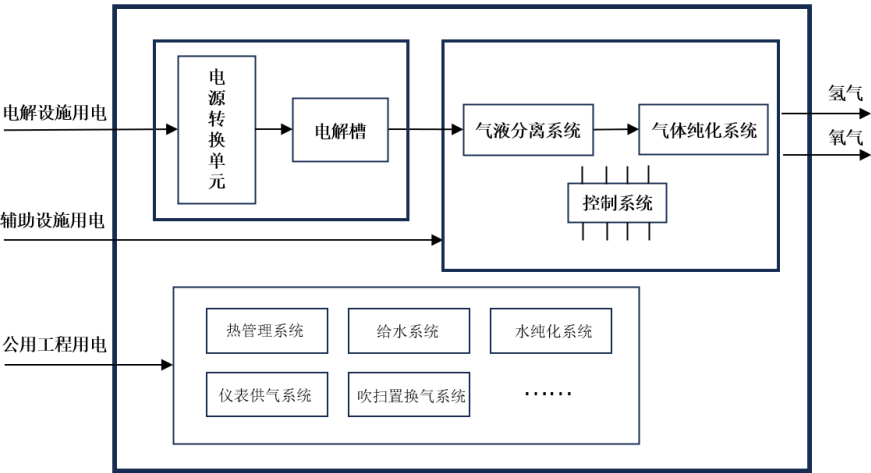 电解设施用电
电源转换单元
电解槽
气液分离系统
气体纯化系统
氢气
氧气
控制系统
辅助设施用电
公用工程用电
热管理系统
给水系统
水纯化系统
仪表供气系统
吹扫置换气系统
……